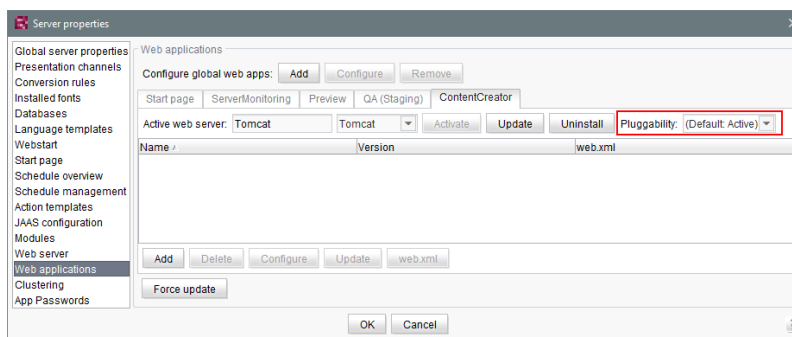 Server properties
Global server properties
Presentation channels
Conversion rules
Installed fonts
Databases
Language templates
Webstart
Start page
Schedule overview
Schedule management
Action templates
JAAS configuration
Modules
Web server
Web applications
Clustering
App Passwords
Web applications
Configure global web apps: Add Configure Remove
Start page ServerMonitoring Preview QA (Staging) ContentCreator
Active web server: Tomcat Tomcat Activate Update Uninstall Pluggability: (Default: Active)
Name Version web.xml
Add Delete Configure Update web.xml
Force update
OK Cancel